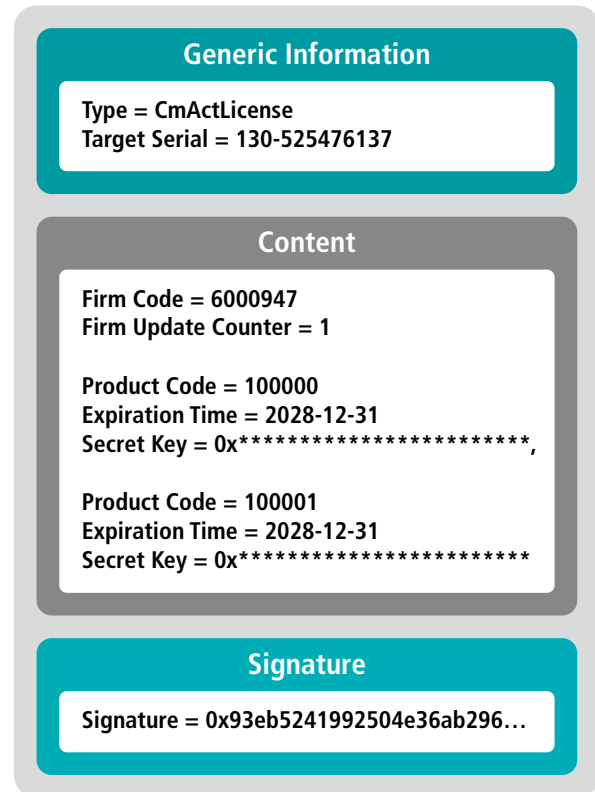 Generic Information
Type = CmActLicense
Target Serial = 130-525476137
Content
Firm Code = 6000947
Firm Update Counter = 1
Product Code = 100000
Expiration Time = 2028-12-31
Secret Key = 0x************************,
Product Code = 100001
Expiration Time = 2028-12-31
Secret Key = 0x************************
Signature
Signature = 0x93eb5241992504e36ab296…